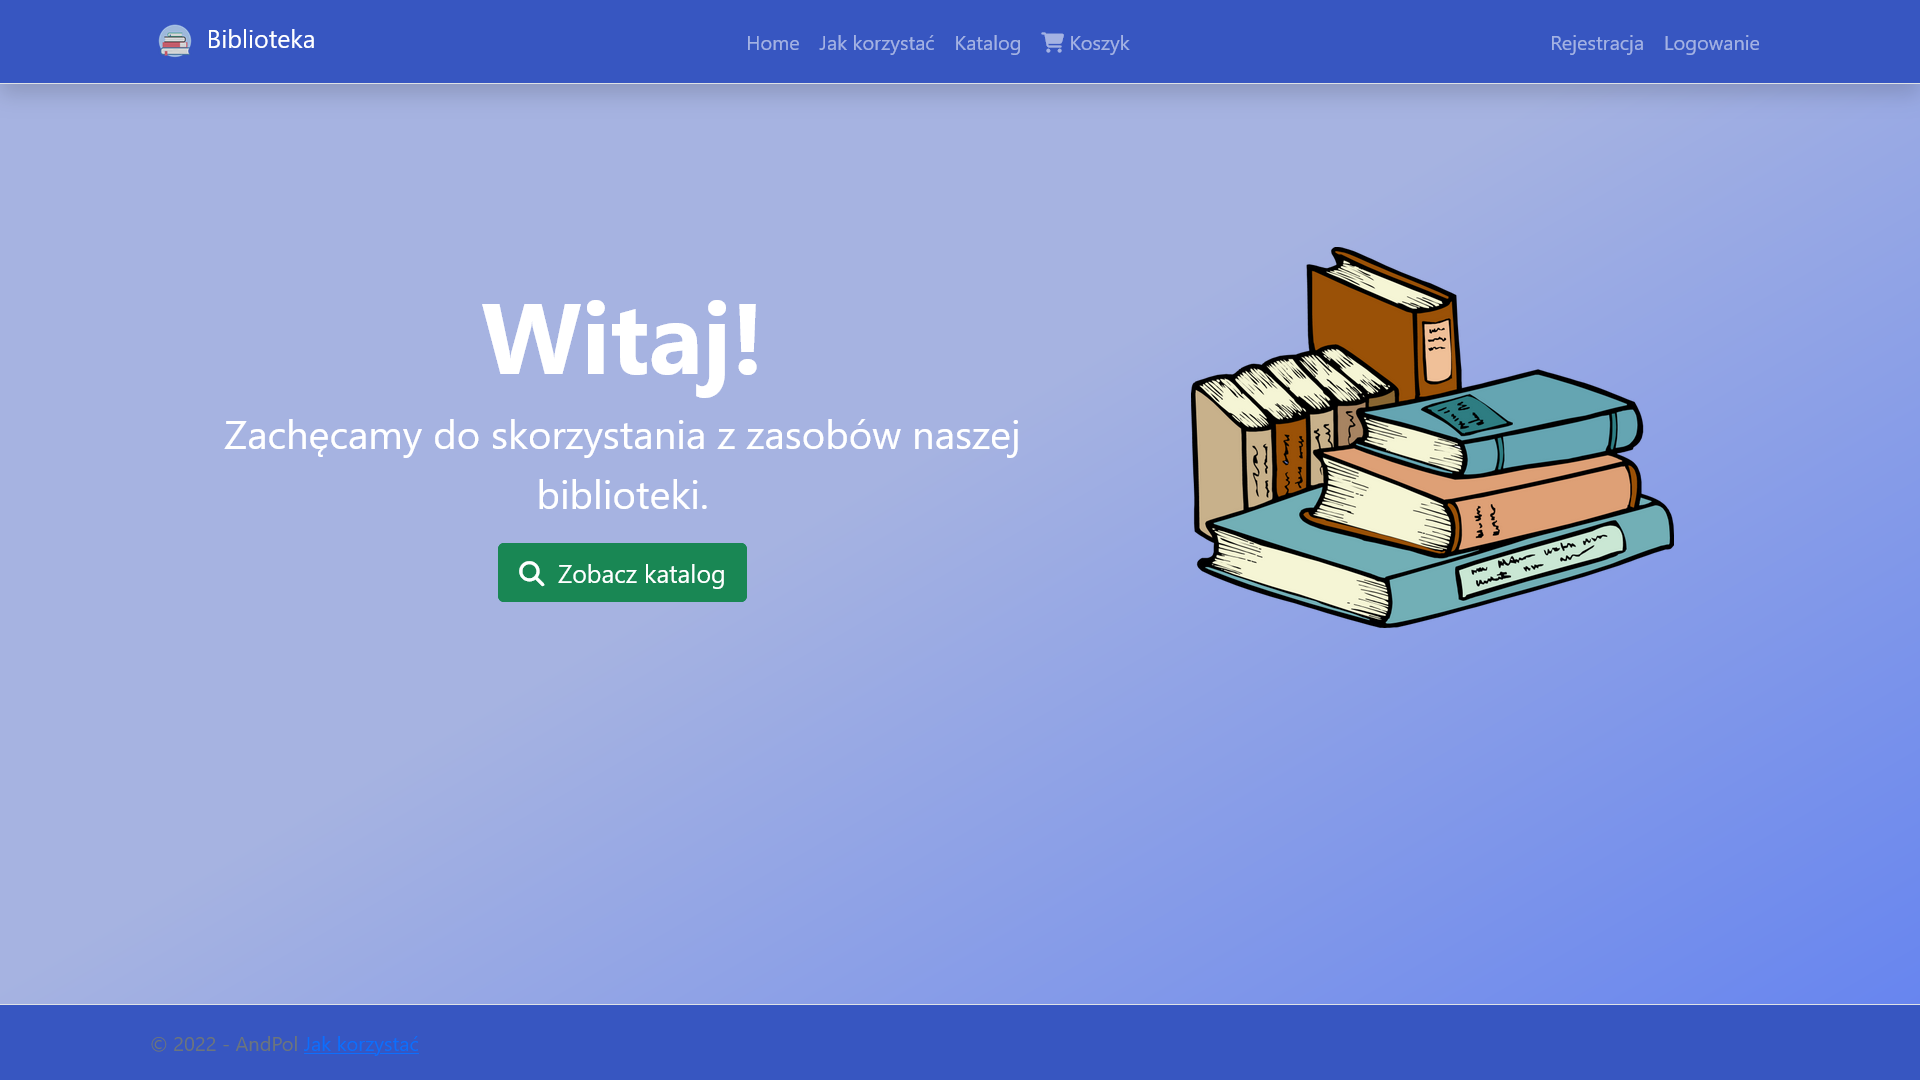 Biblioteka
Home Jak korzystać Katalog Koszyk
Rejestracja Logowanie
Witaj!
Zachęcamy do skorzystania z zasobów naszej
biblioteki.
Zobacz katalog
© 2022 - AndPol Jak korzystać